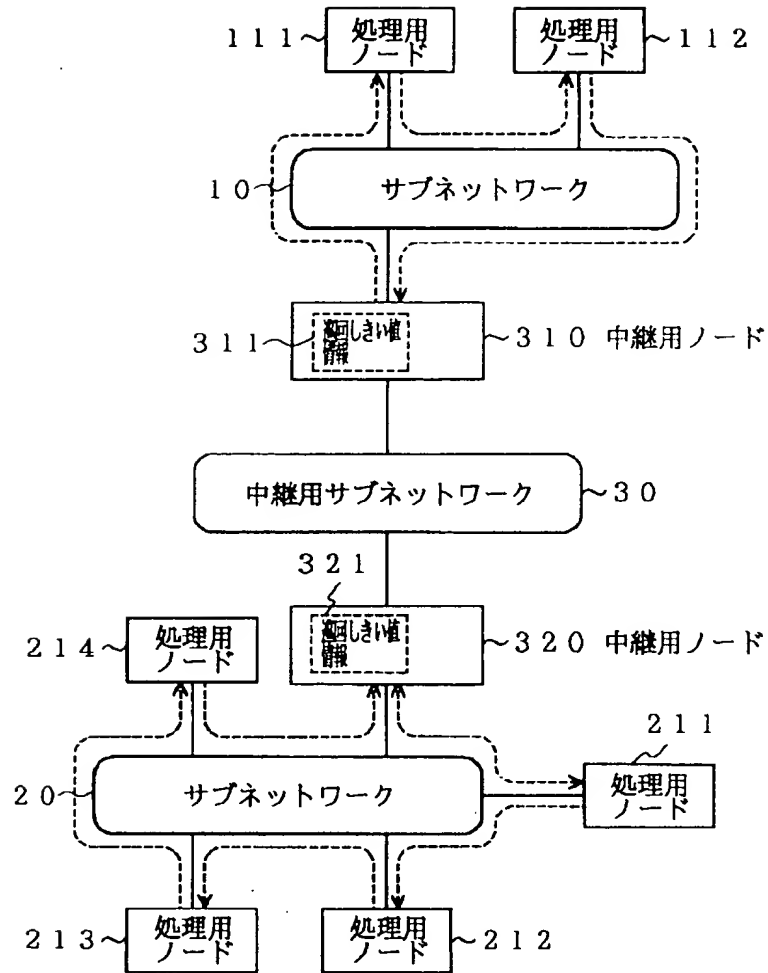 111 処理用
ノード
処理用
ノード 112
10 サブネットワーク
311 巡回しきい値
情報
310 中継用ノード
中継用サブネットワーク 30
321
巡回しきい値
情報
320 中継用ノード
214 処理用
ノード
211
処理用
ノード
20 サブネットワーク
213 処理用
ノード
処理用
ノード 212